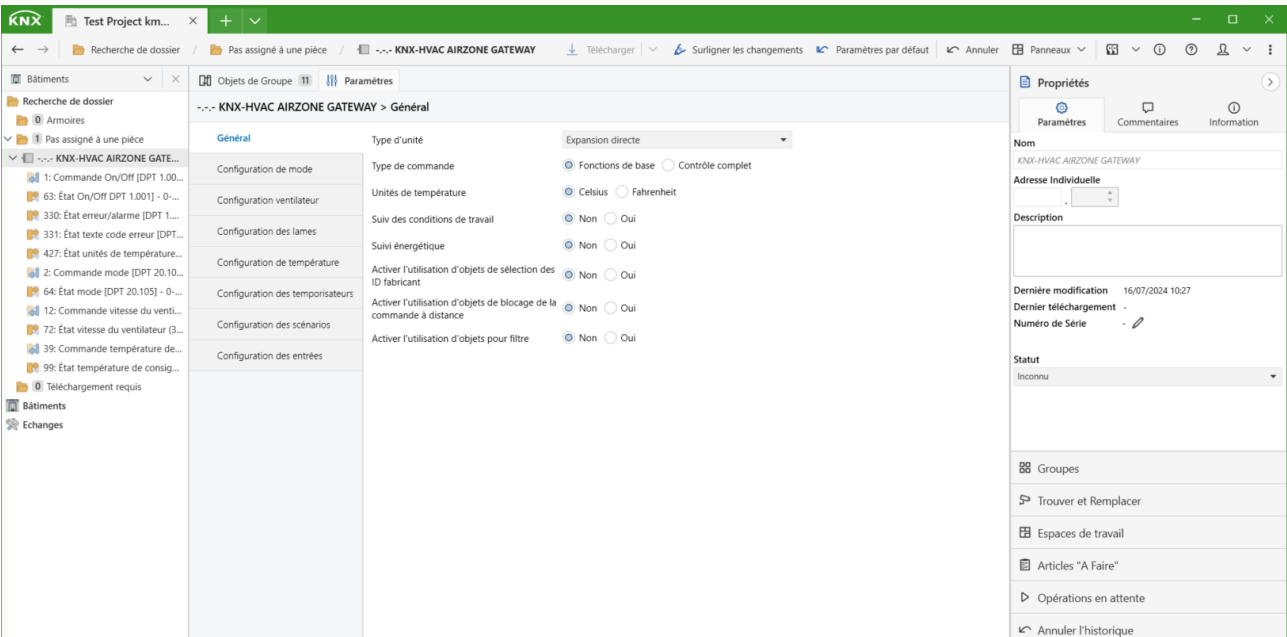 KNX Test Project km...
Recherche de dossier / Pas assigné à une pièce / -.-.- KNX-HVAC AIRZONE GATEWAY Télécharger Surligner les changements Paramètres par défaut Annuler Panneaux
Bâtiments
Recherche de dossier
0 Armoires
1 Pas assigné à une pièce
-.-.- KNX-HVAC AIRZONE GATE...
1: Commande On/Off [DPT 1.00...
63: État On/Off DPT 1.001] - 0-...
330: État erreur/alarme [DPT 1....
331: État texte code erreur [DPT...
427: État unités de température...
2: Commande mode [DPT 20.10...
64: État mode [DPT 20.105] - 0-...
12: Commande vitesse du venti...
72: État vitesse du ventilateur (3...
39: Commande température de...
99: État température de consig...
0 Téléchargement requis
Bâtiments
Echanges
Objets de Groupe 11 Paramètres
-.-.- KNX-HVAC AIRZONE GATEWAY > Général
Général
Configuration de mode
Configuration ventilateur
Configuration des lames
Configuration de température
Configuration des temporisateurs
Configuration des scénarios
Configuration des entrées
Type d'unité Expansion directe
Type de commande Fonctions de base Contrôle complet
Unités de température Celsius Fahrenheit
Suiv des conditions de travail Non Oui
Suivi énergétique Non Oui
Activer l'utilisation d'objets de sélection des
ID fabricant Non Oui
Activer l'utilisation d'objets de blocage de la
commande à distance Non Oui
Activer l'utilisation d'objets pour filtre Non Oui
Propriétés
Paramètres Commentaires Information
Nom
KNX-HVAC AIRZONE GATEWAY
Adresse Individuelle
.
Description
Dernière modification 16/07/2024 10:27
Dernier téléchargement -
Numéro de Série -
Statut
Inconnu
Groupes
Trouver et Remplacer
Espaces de travail
Articles "A Faire"
Opérations en attente
Annuler l'historique